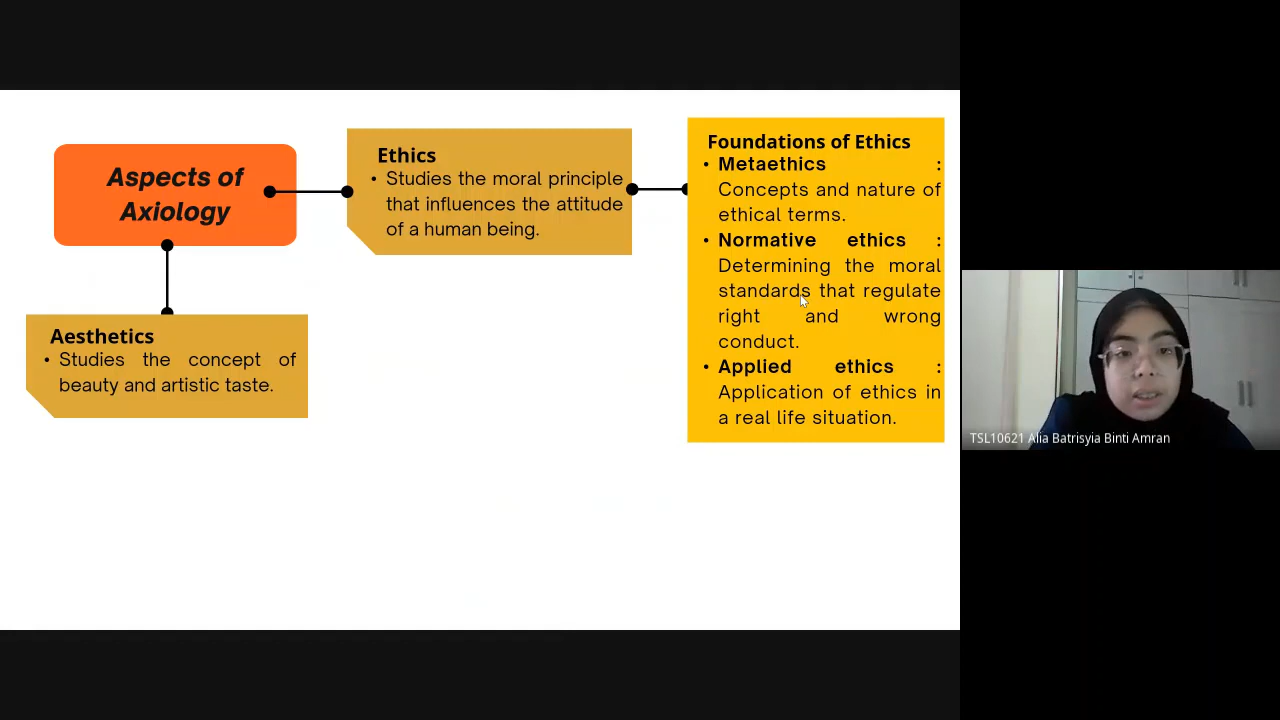 Aspects of
Axiology
Ethics
• Studies the moral principle
that influences the attitude
of a human being.
Foundations of Ethics
• Metaethics :
Concepts and nature of
ethical terms.
• Normative ethics :
Determining the moral
standards that regulate
right and wrong
conduct.
• Applied ethics :
Application of ethics in
a real life situation.
Aesthetics
• Studies the concept of
beauty and artistic taste.
TSL10621 Alia Batrisyia Binti Amran